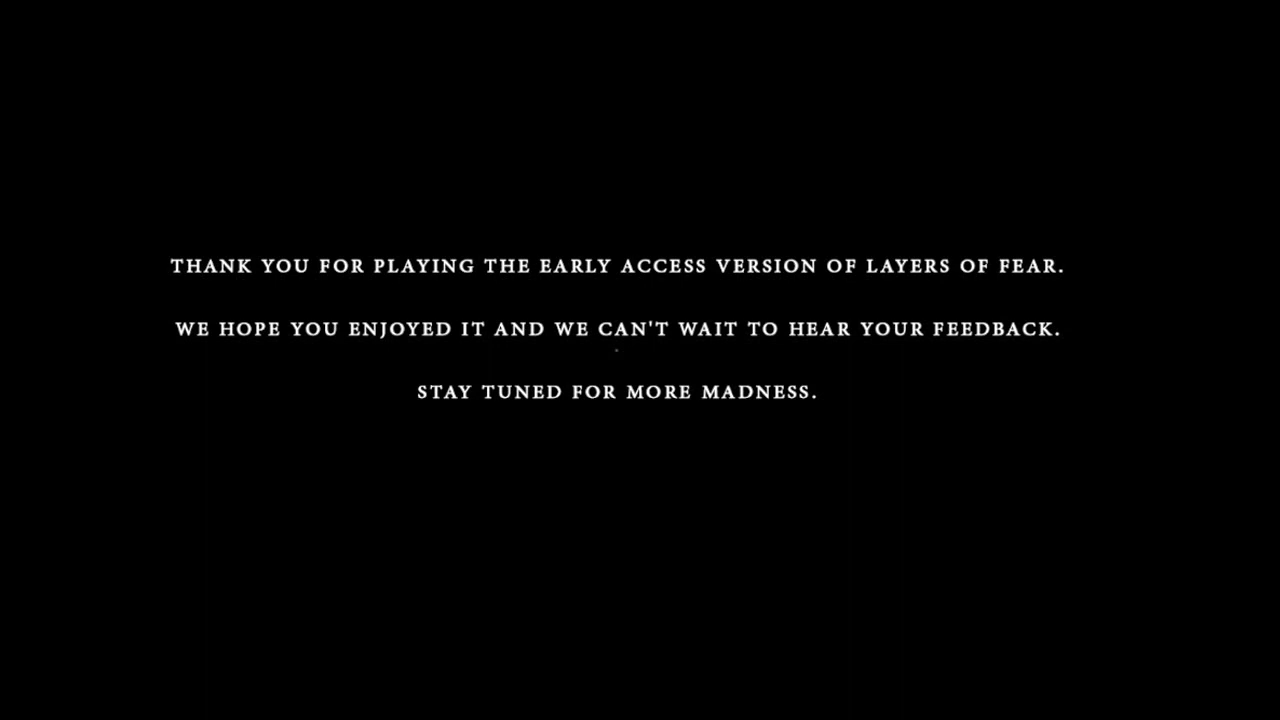 THANK YOU FOR PLAYING THE EARLY ACCESS VERSION OF LAYERS OF FEAR.
WE HOPE YOU ENJOYED IT AND WE CAN'T WAIT TO HEAR YOUR FEEDBACK.
STAY TUNED FOR MORE MADNESS.